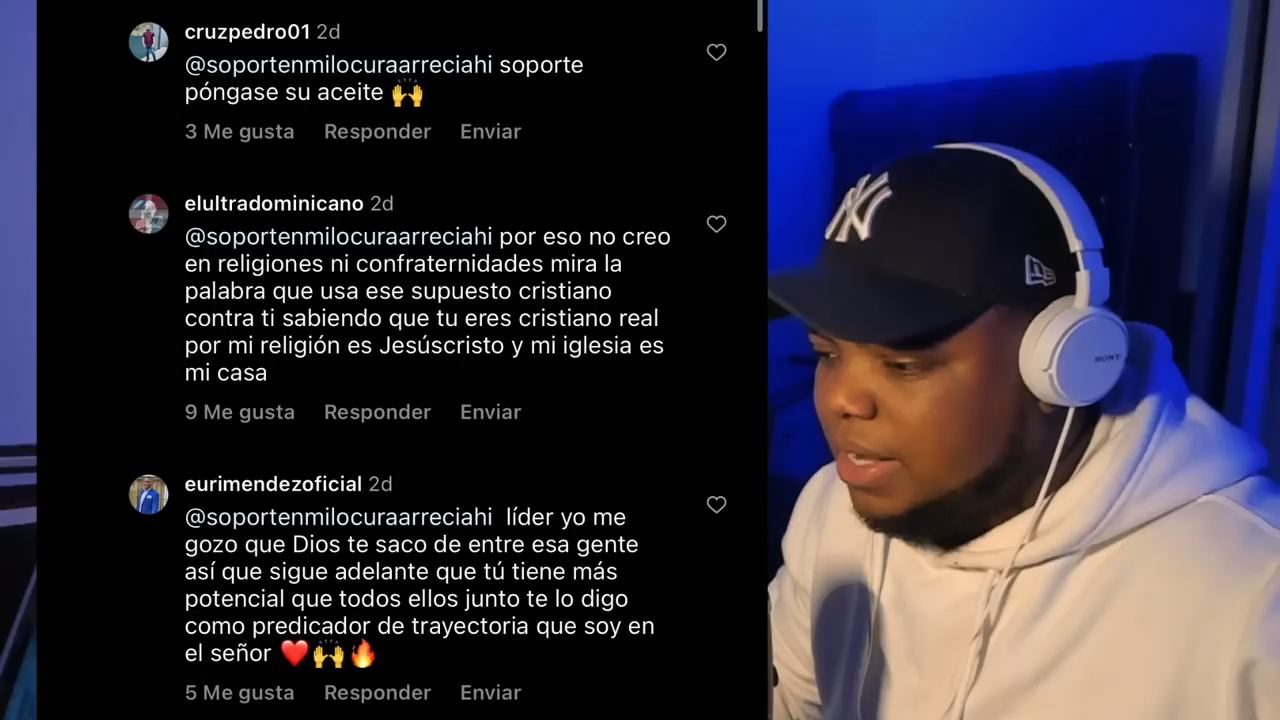 cruzpedro01 2d
@soportenmilocuraarreciahi soporte
póngase su aceite 🙌
3 Me gusta Responder Enviar
elultradominicano 2d
@soportenmilocuraarreciahi por eso no creo
en religiones ni confraternidades mira la
palabra que usa ese supuesto cristiano
contra ti sabiendo que tu eres cristiano real
por mi religión es Jesúscristo y mi iglesia es
mi casa
9 Me gusta Responder Enviar
eurimendezoficial 2d
@soportenmilocuraarreciahi líder yo me
gozo que Dios te saco de entre esa gente
así que sigue adelante que tú tiene más
potencial que todos ellos junto te lo digo
como predicador de trayectoria que soy en
el señor ❤️🙌🔥
5 Me gusta Responder Enviar
NY
SONY